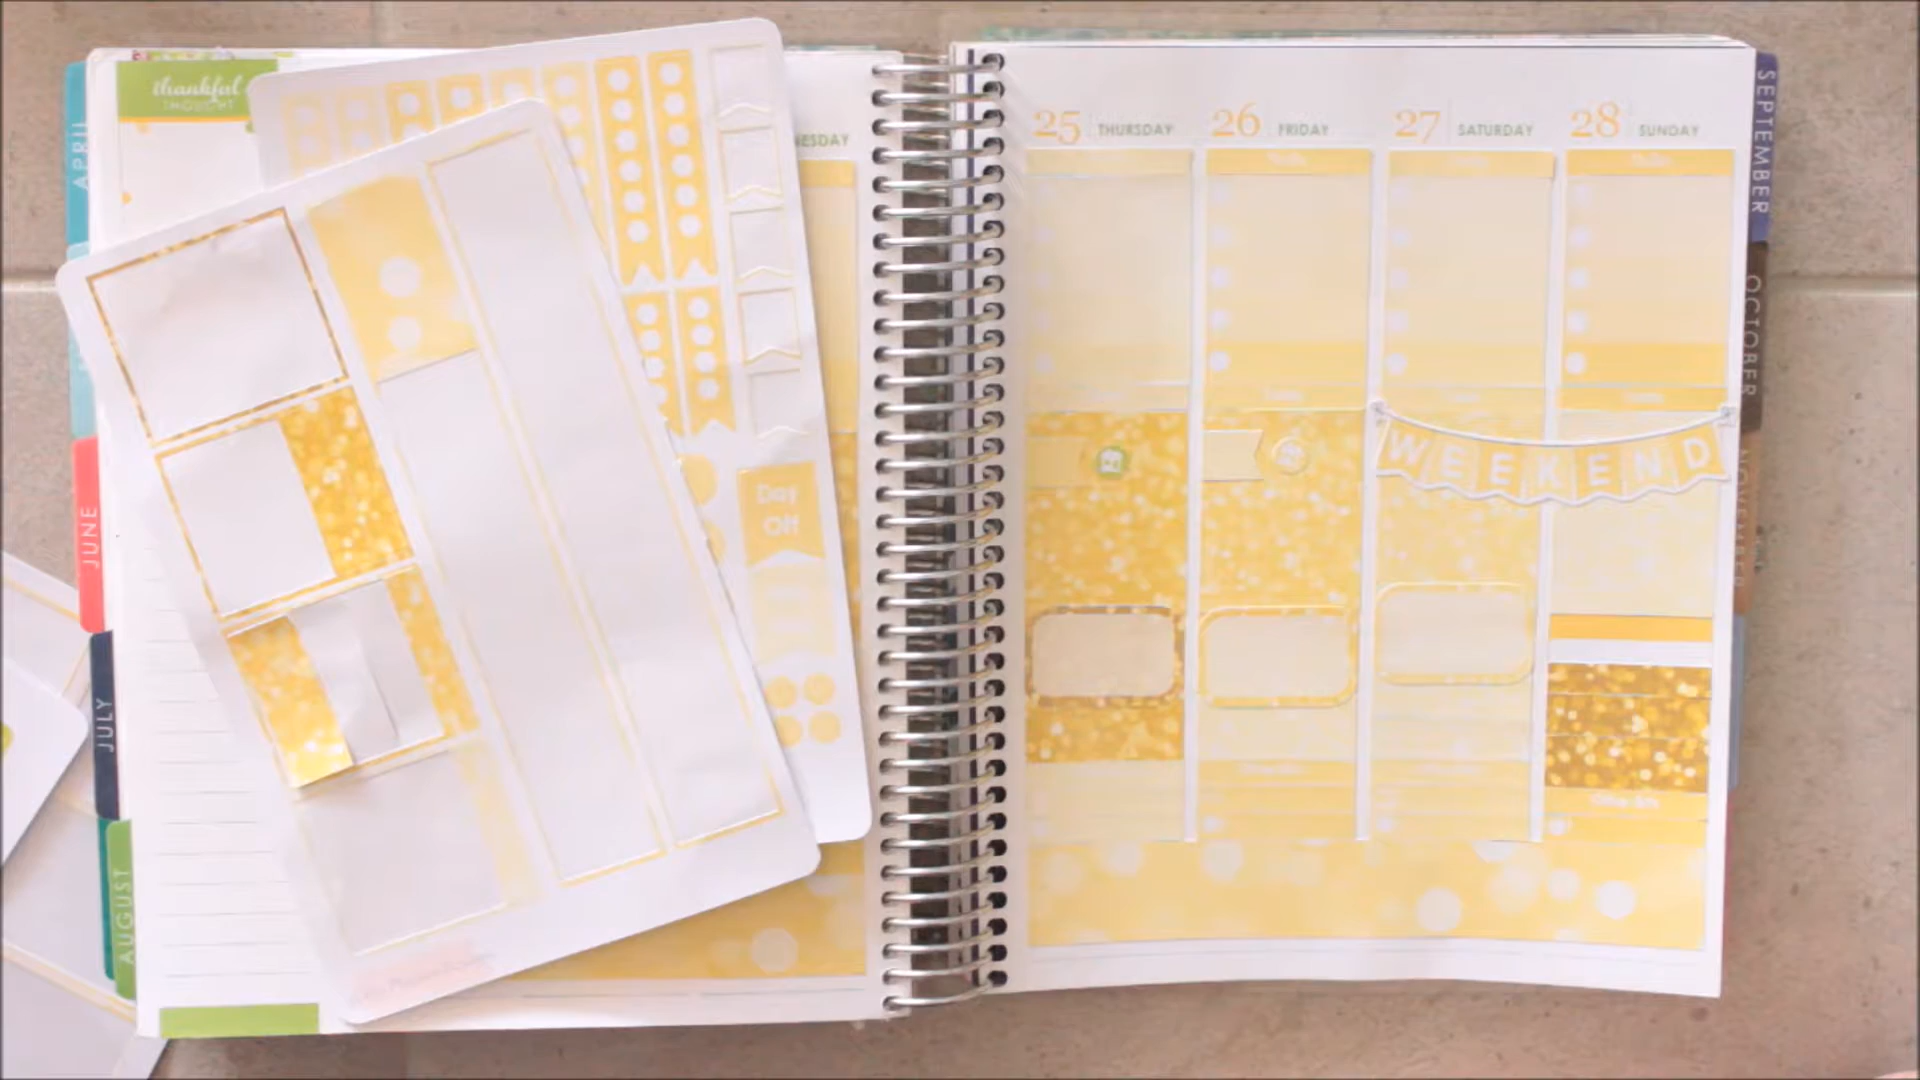 thankful
THOUGHT
NESDAY
25 THURSDAY
26 FRIDAY
27 SATURDAY
28 SUNDAY
WEEKEND
Day
Off
APRIL
JUNE
JULY
AUGUST
SEPTEMBER
OCTOBER
NOVEMBER